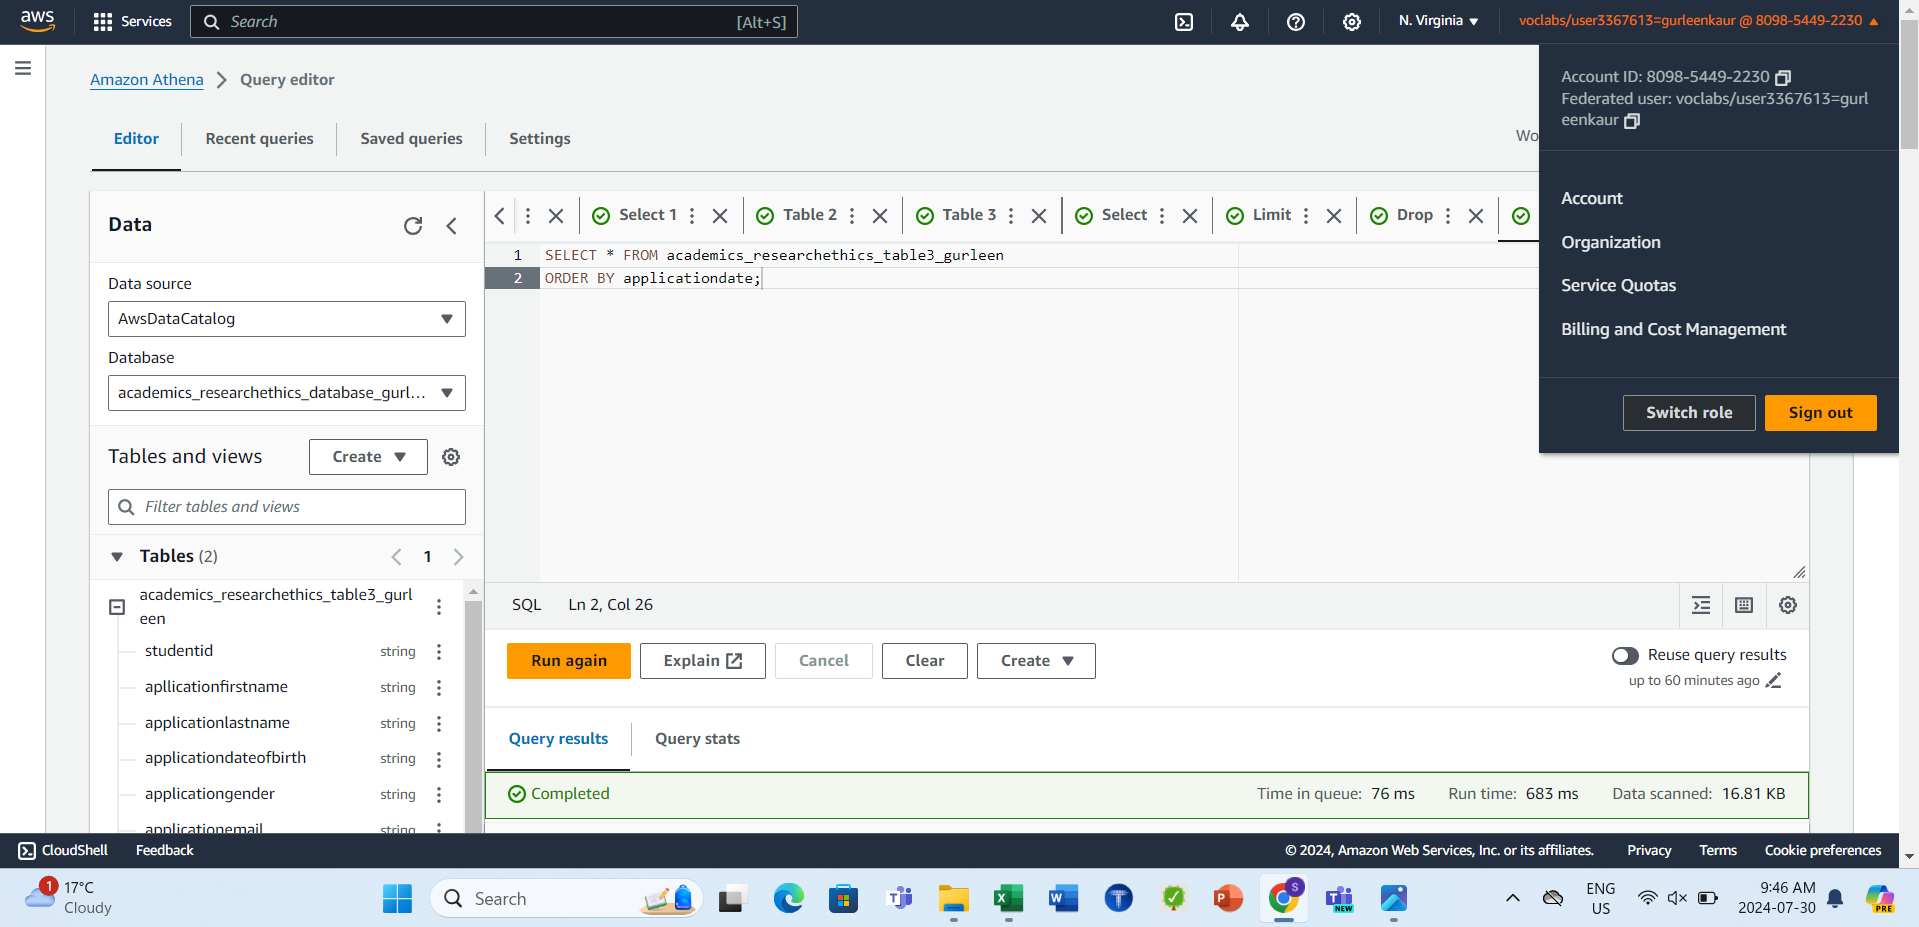 aws
Services
Search
[Alt+S]
N. Virginia
voclabs/user3367613=gurleenkaur @ 8098-5449-2230
Account ID: 8098-5449-2230
Federated user: voclabs/user3367613=gurl
eenkaur
Account
Organization
Service Quotas
Billing and Cost Management
Switch role
Sign out
Amazon Athena
Query editor
Editor
Recent queries
Saved queries
Settings
Wo
Data
Data source
AwsDataCatalog
Database
academics_researchethics_database_gurl...
Tables and views
Create
Filter tables and views
Tables (2)
1
academics_researchethics_table3_gurl
een
studentid string
apllicationfirstname string
applicationlastname string
applicationdateofbirth string
applicationgender string
applicationemail string
Select 1
Table 2
Table 3
Select
Limit
Drop
1 SELECT * FROM academics_researchethics_table3_gurleen
2 ORDER BY applicationdate;
SQL
Ln 2, Col 26
Run again
Explain
Cancel
Clear
Create
Reuse query results
up to 60 minutes ago
Query results
Query stats
Completed
Time in queue: 76 ms
Run time: 683 ms
Data scanned: 16.81 KB
CloudShell
Feedback
© 2024, Amazon Web Services, Inc. or its affiliates.
Privacy
Terms
Cookie preferences
1
17°C
Cloudy
Search
S
NEW
ENG
US
9:46 AM
2024-07-30
PRE